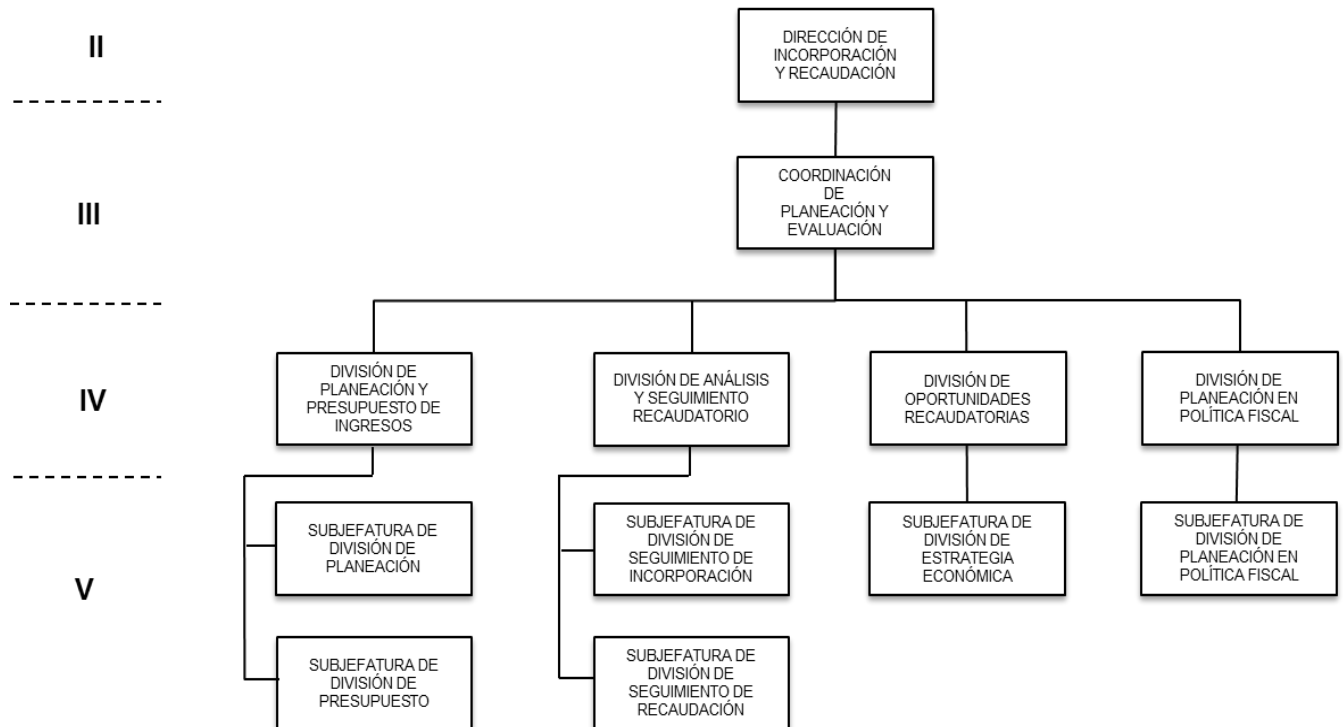 II
DIRECCIÓN DE
INCORPORACIÓN
Y RECAUDACIÓN
III
COORDINACIÓN
DE
PLANEACIÓN Y
EVALUACIÓN
IV
DIVISIÓN DE
PLANEACIÓN Y
PRESUPUESTO DE
INGRESOS
DIVISIÓN DE ANÁLISIS
Y SEGUIMIENTO
RECAUDATORIO
DIVISIÓN DE
OPORTUNIDADES
RECAUDATORIAS
DIVISIÓN DE
PLANEACIÓN EN
POLÍTICA FISCAL
V
SUBJEFATURA DE
DIVISIÓN DE
PLANEACIÓN
SUBJEFATURA DE
DIVISIÓN DE
SEGUIMIENTO DE
INCORPORACIÓN
SUBJEFATURA DE
DIVISIÓN DE
ESTRATEGIA
ECONÓMICA
SUBJEFATURA DE
DIVISIÓN DE
PLANEACIÓN EN
POLÍTICA FISCAL
SUBJEFATURA DE
DIVISIÓN DE
PRESUPUESTO
SUBJEFATURA DE
DIVISIÓN DE
SEGUIMIENTO DE
RECAUDACIÓN